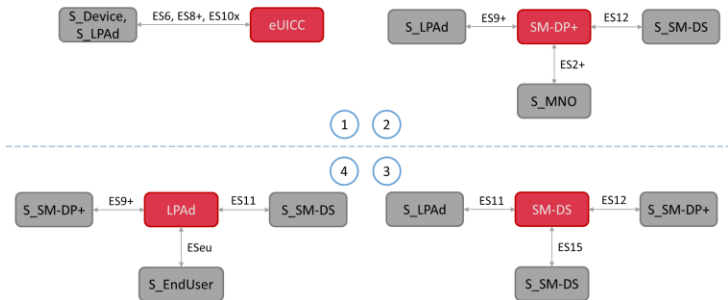 S_Device,
S_LPAd
ES6, ES8+, ES10x
eUICC
S_LPAd
ES9+
SM-DP+
ES12
S_SM-DS
ES2+
S_MNO
1
2
4
3
S_SM-DP+
ES9+
LPAd
ES11
S_SM-DS
ESeu
S_EndUser
S_LPAd
ES11
SM-DS
ES12
S_SM-DP+
ES15
S_SM-DS